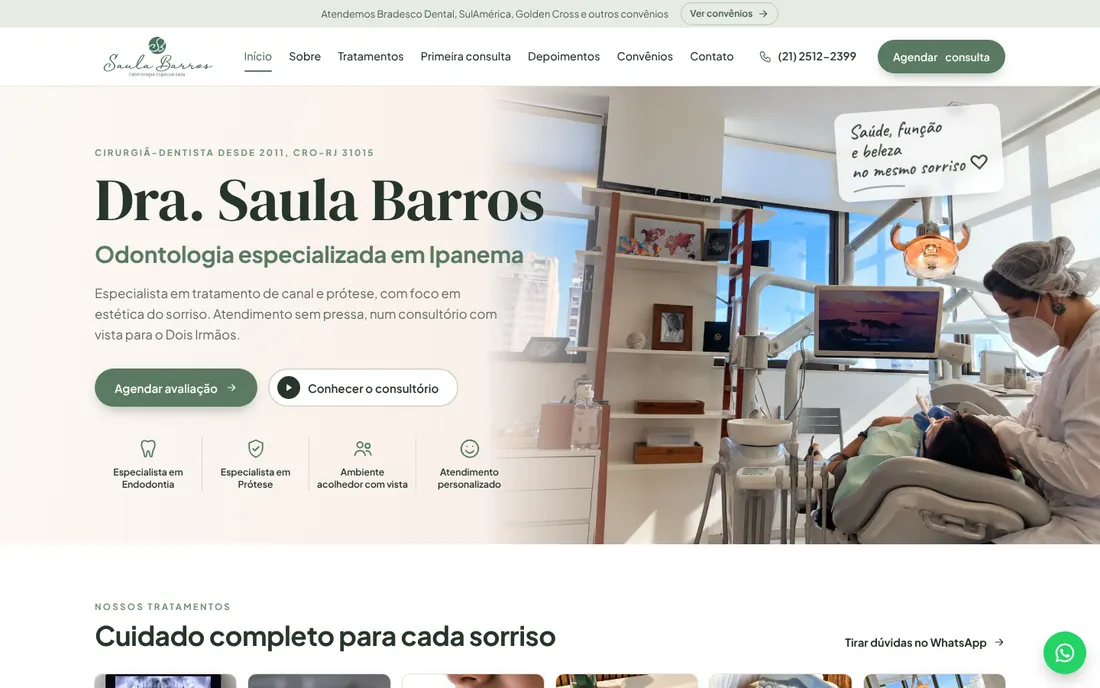 Atendemos Bradesco Dental, SulAmérica, Golden Cross e outros convênios
Ver convênios
Saula Barros
Odontologia Especializada
Início
Sobre
Tratamentos
Primeira consulta
Depoimentos
Convênios
Contato
(21) 2512-2399
Agendar consulta
CIRURGIÃ-DENTISTA DESDE 2011, CRO-RJ 31015
Dra. Saula Barros
Odontologia especializada em Ipanema
Especialista em tratamento de canal e prótese, com foco em
estética do sorriso. Atendimento sem pressa, num consultório com
vista para o Dois Irmãos.
Agendar avaliação
Conhecer o consultório
Especialista em
Endodontia
Especialista em
Prótese
Ambiente
acolhedor com vista
Atendimento
personalizado
Saúde, função
e beleza
no mesmo sorriso
NOSSOS TRATAMENTOS
Cuidado completo para cada sorriso
Tirar dúvidas no WhatsApp